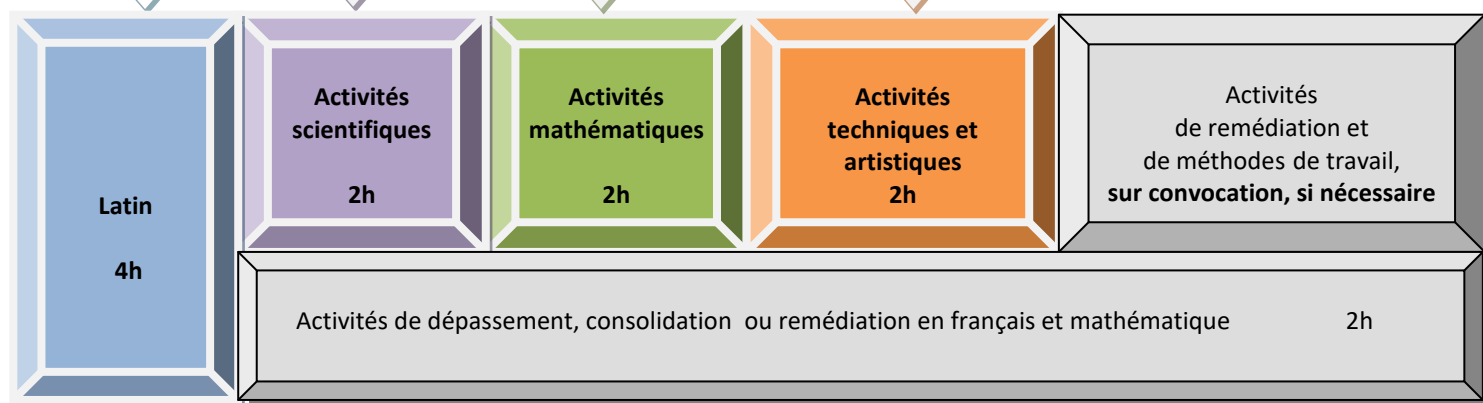 Latin
4h
Activités
scientifiques
2h
Activités
mathématiques
2h
Activités
techniques et
artistiques
2h
Activités
de remédiation et
de méthodes de travail,
sur convocation, si nécessaire
Activités de dépassement, consolidation ou remédiation en français et mathématique 2h